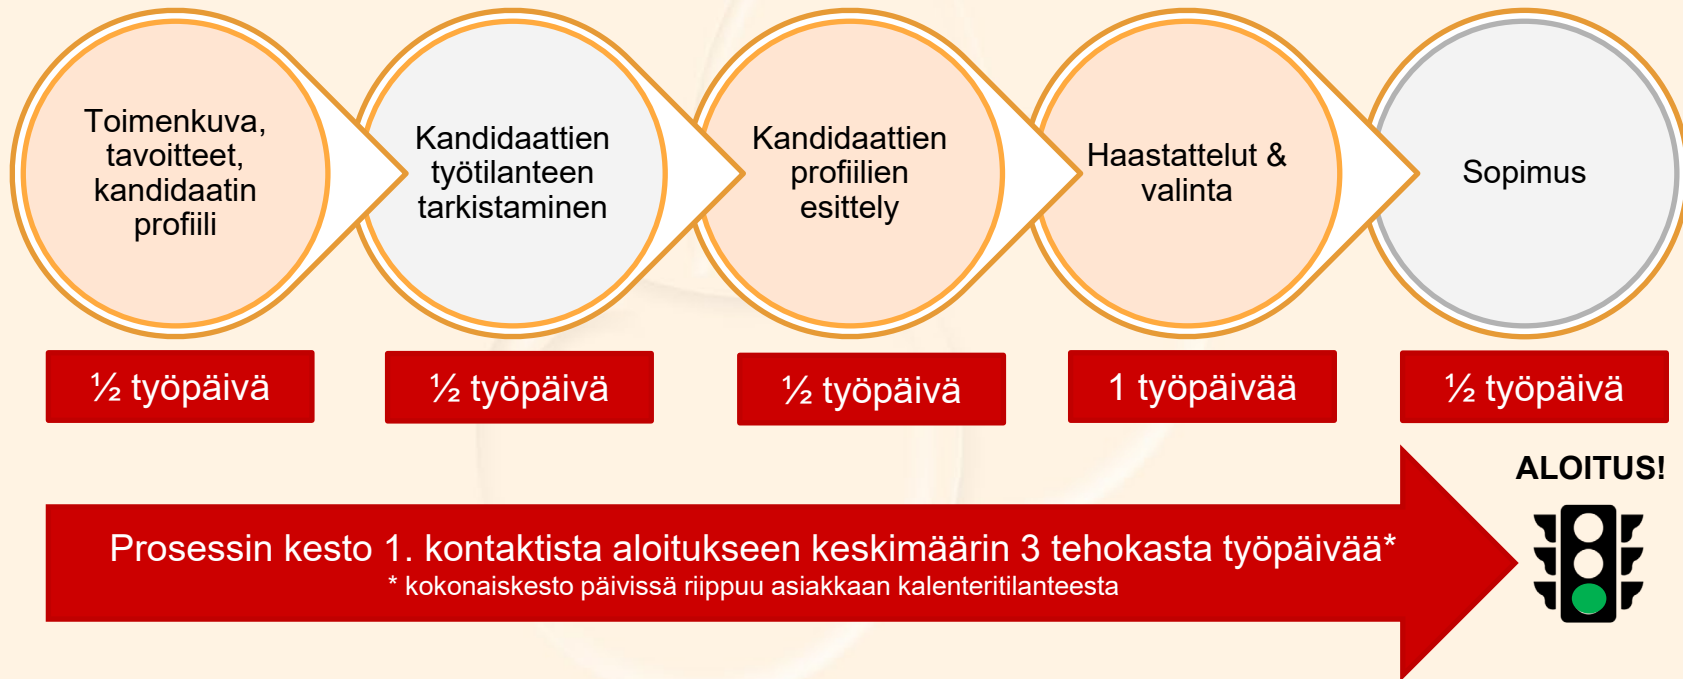 Toimenkuva,
tavoitteet,
kandidaatin
profiili
Kandidaattien
työtilanteen
tarkistaminen
Kandidaattien
profiilien
esittely
Haastattelut &
valinta
Sopimus
½ työpäivä
½ työpäivä
½ työpäivä
1 työpäivää
½ työpäivä
ALOITUS!
Prosessin kesto 1. kontaktista aloitukseen keskimäärin 3 tehokasta työpäivää*
* kokonaiskesto päivissä riippuu asiakkaan kalenteritilanteesta